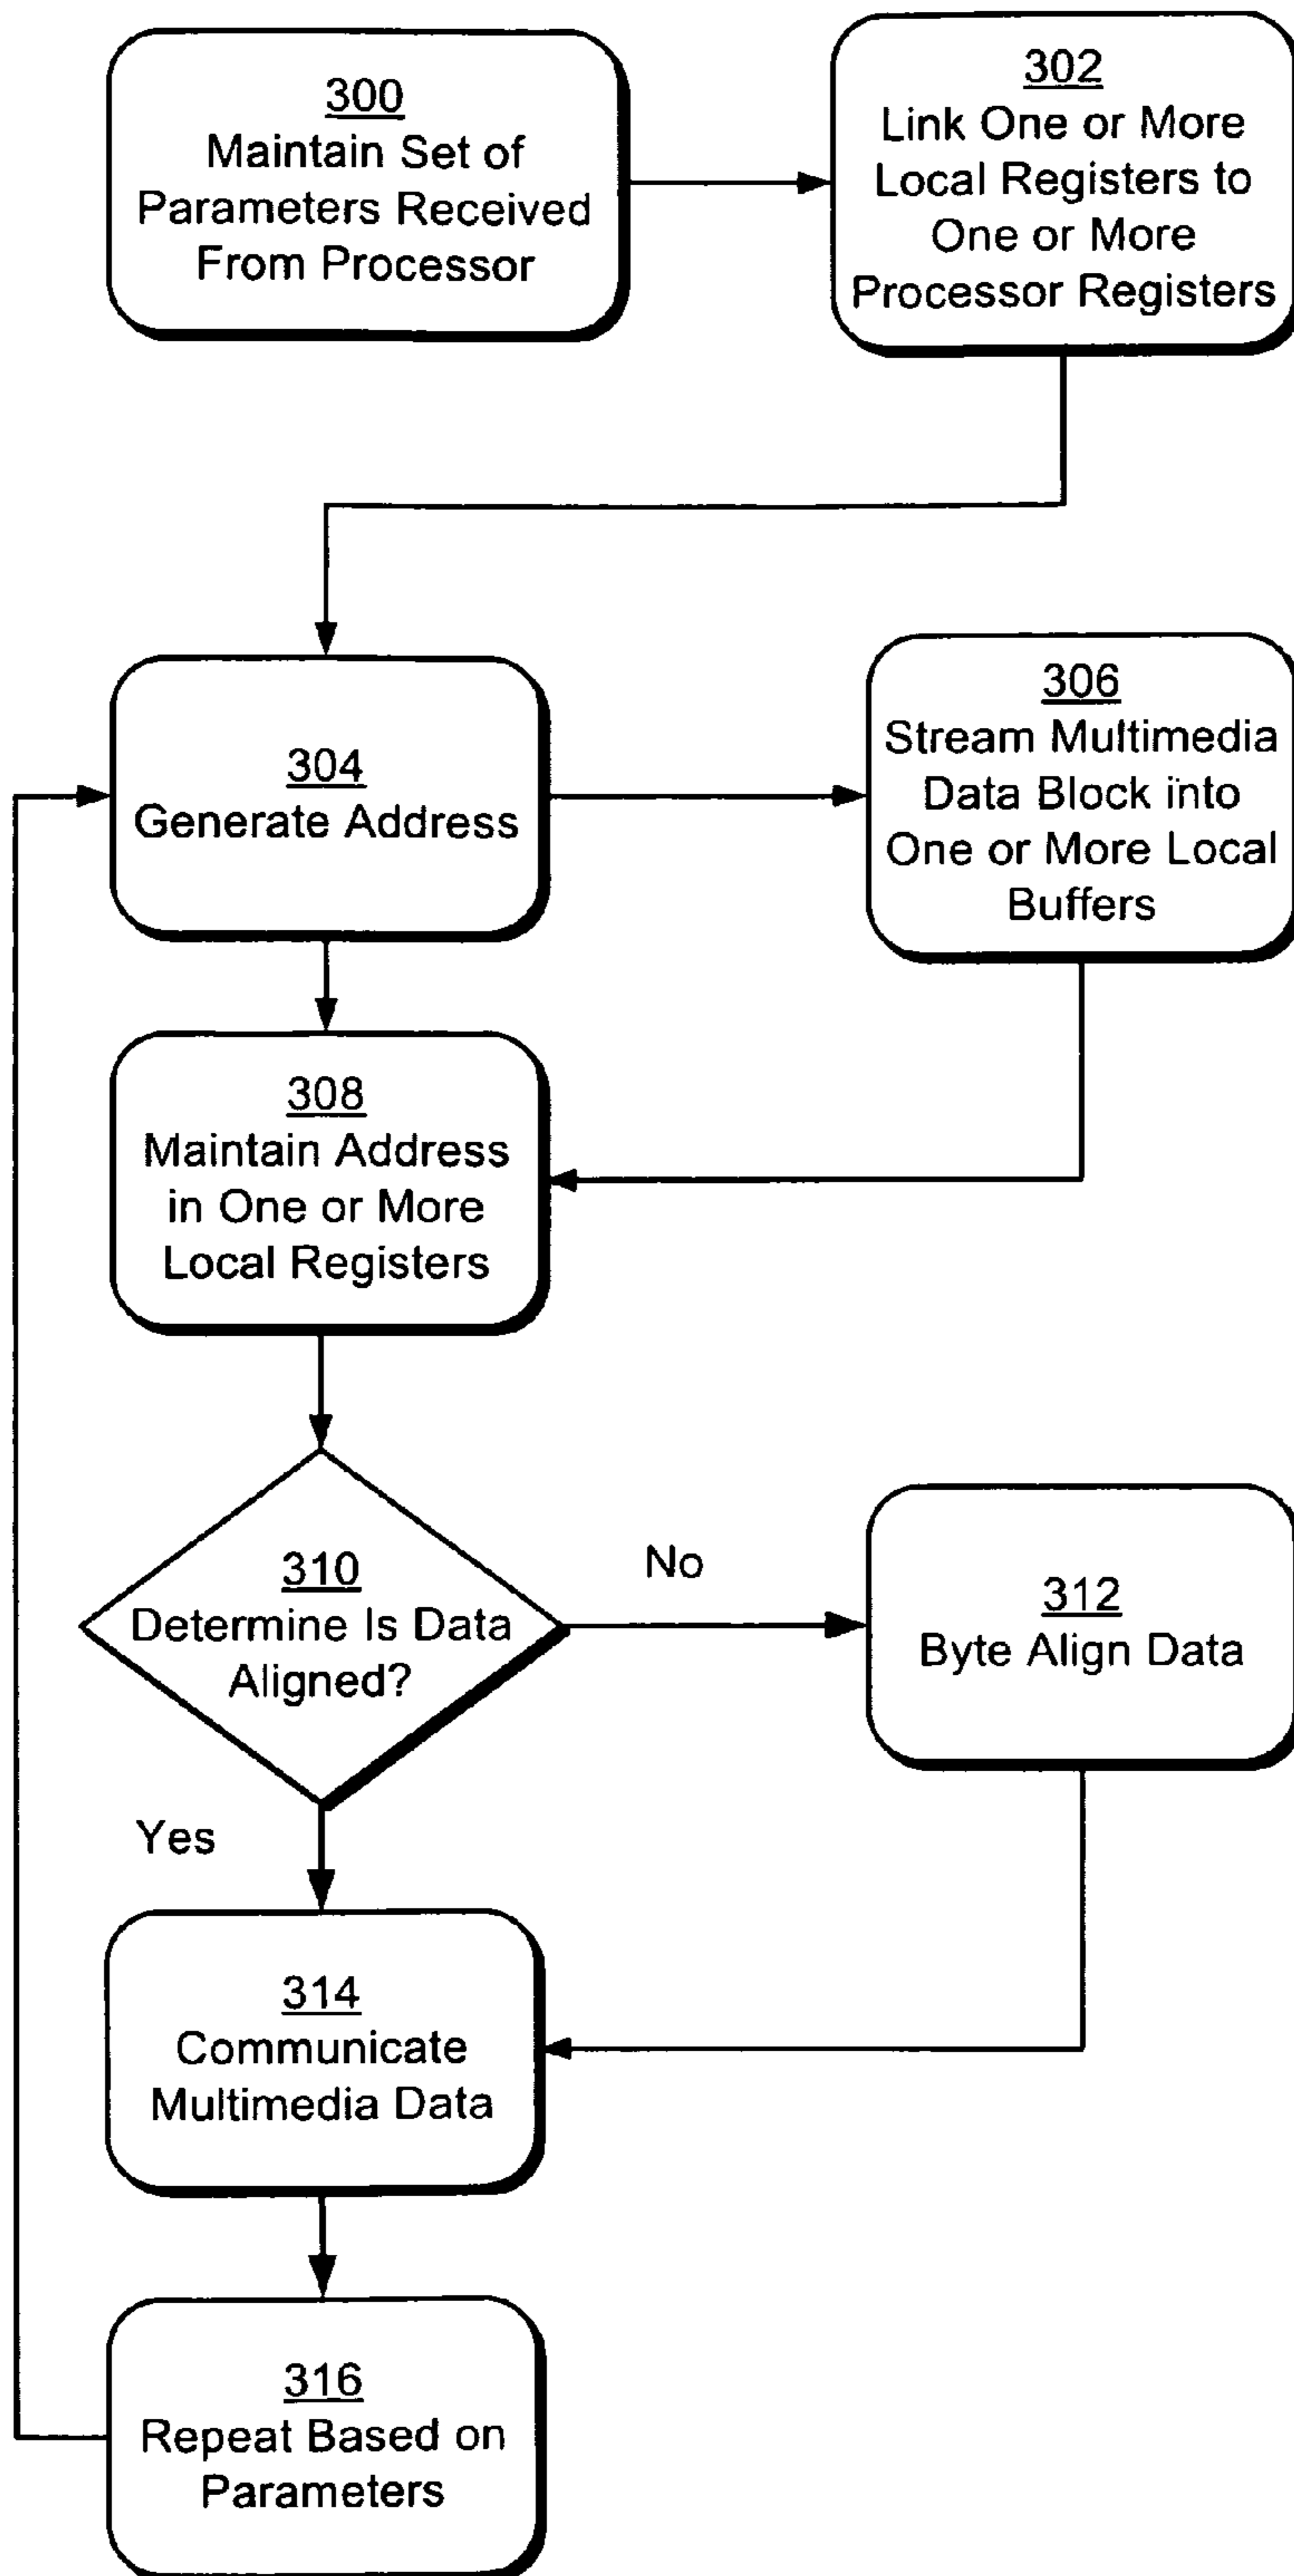 300
Maintain Set of
Parameters Received
From Processor
302
Link One or More
Local Registers to
One or More
Processor Registers
304
Generate Address
306
Stream Multimedia
Data Block into
One or More Local
Buffers
308
Maintain Address
in One or More
Local Registers
310
Determine Is Data
Aligned?
No
312
Byte Align Data
Yes
314
Communicate
Multimedia Data
316
Repeat Based on
Parameters